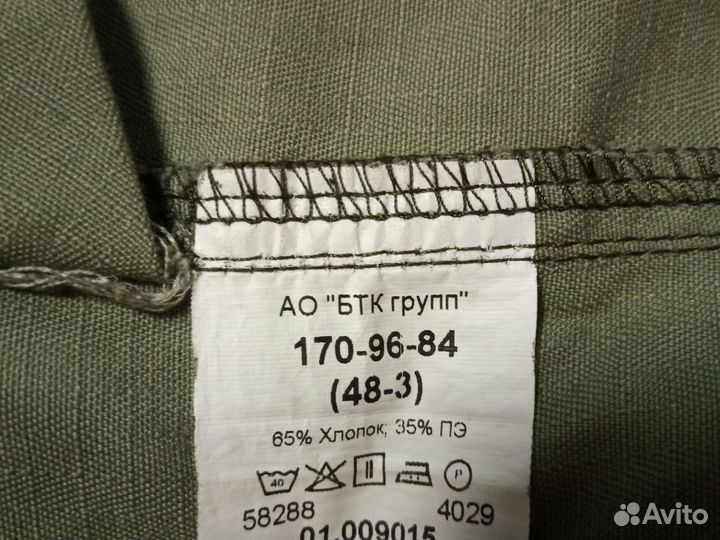 АО "БТК групп"
170-96-84
(48-3)
65% Хлопок; 35% ПЭ
40 P
58288 4029
01.009015
Avito